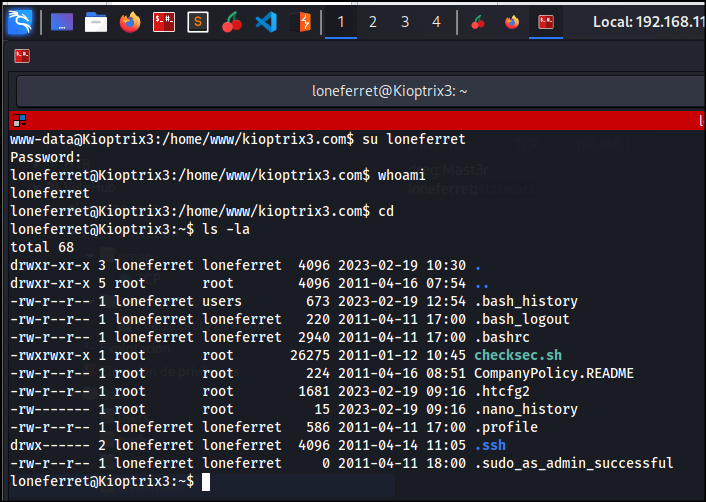 1 2 3 4 Local: 192.168.11
loneferret@Kioptrix3: ~
www-data@Kioptrix3:/home/www/kioptrix3.com$ su loneferret
Password:
loneferret@Kioptrix3:/home/www/kioptrix3.com$ whoami
loneferret
loneferret@Kioptrix3:/home/www/kioptrix3.com$ cd
loneferret@Kioptrix3:~$ ls -la
total 68
drwxr-xr-x 3 loneferret loneferret  4096 2023-02-19 10:30 .
drwxr-xr-x 5 root       root        4096 2011-04-16 07:54 ..
-rw-r--r-- 1 loneferret users        673 2023-02-19 12:54 .bash_history
-rw-r--r-- 1 loneferret loneferret   220 2011-04-11 17:00 .bash_logout
-rw-r--r-- 1 loneferret loneferret  2940 2011-04-11 17:00 .bashrc
-rwxrwxr-x 1 root       root       26275 2011-01-12 10:45 checksec.sh
-rw-r--r-- 1 root       root         224 2011-04-16 08:51 CompanyPolicy.README
-rw-r--r-- 1 root       root        1681 2023-02-19 09:16 .htcfg2
-rw------- 1 root       root          15 2023-02-19 09:16 .nano_history
-rw-r--r-- 1 loneferret loneferret   586 2011-04-11 17:00 .profile
drwx------ 2 loneferret loneferret  4096 2011-04-14 11:05 .ssh
-rw-r--r-- 1 loneferret loneferret     0 2011-04-11 18:00 .sudo_as_admin_successful
loneferret@Kioptrix3:~$